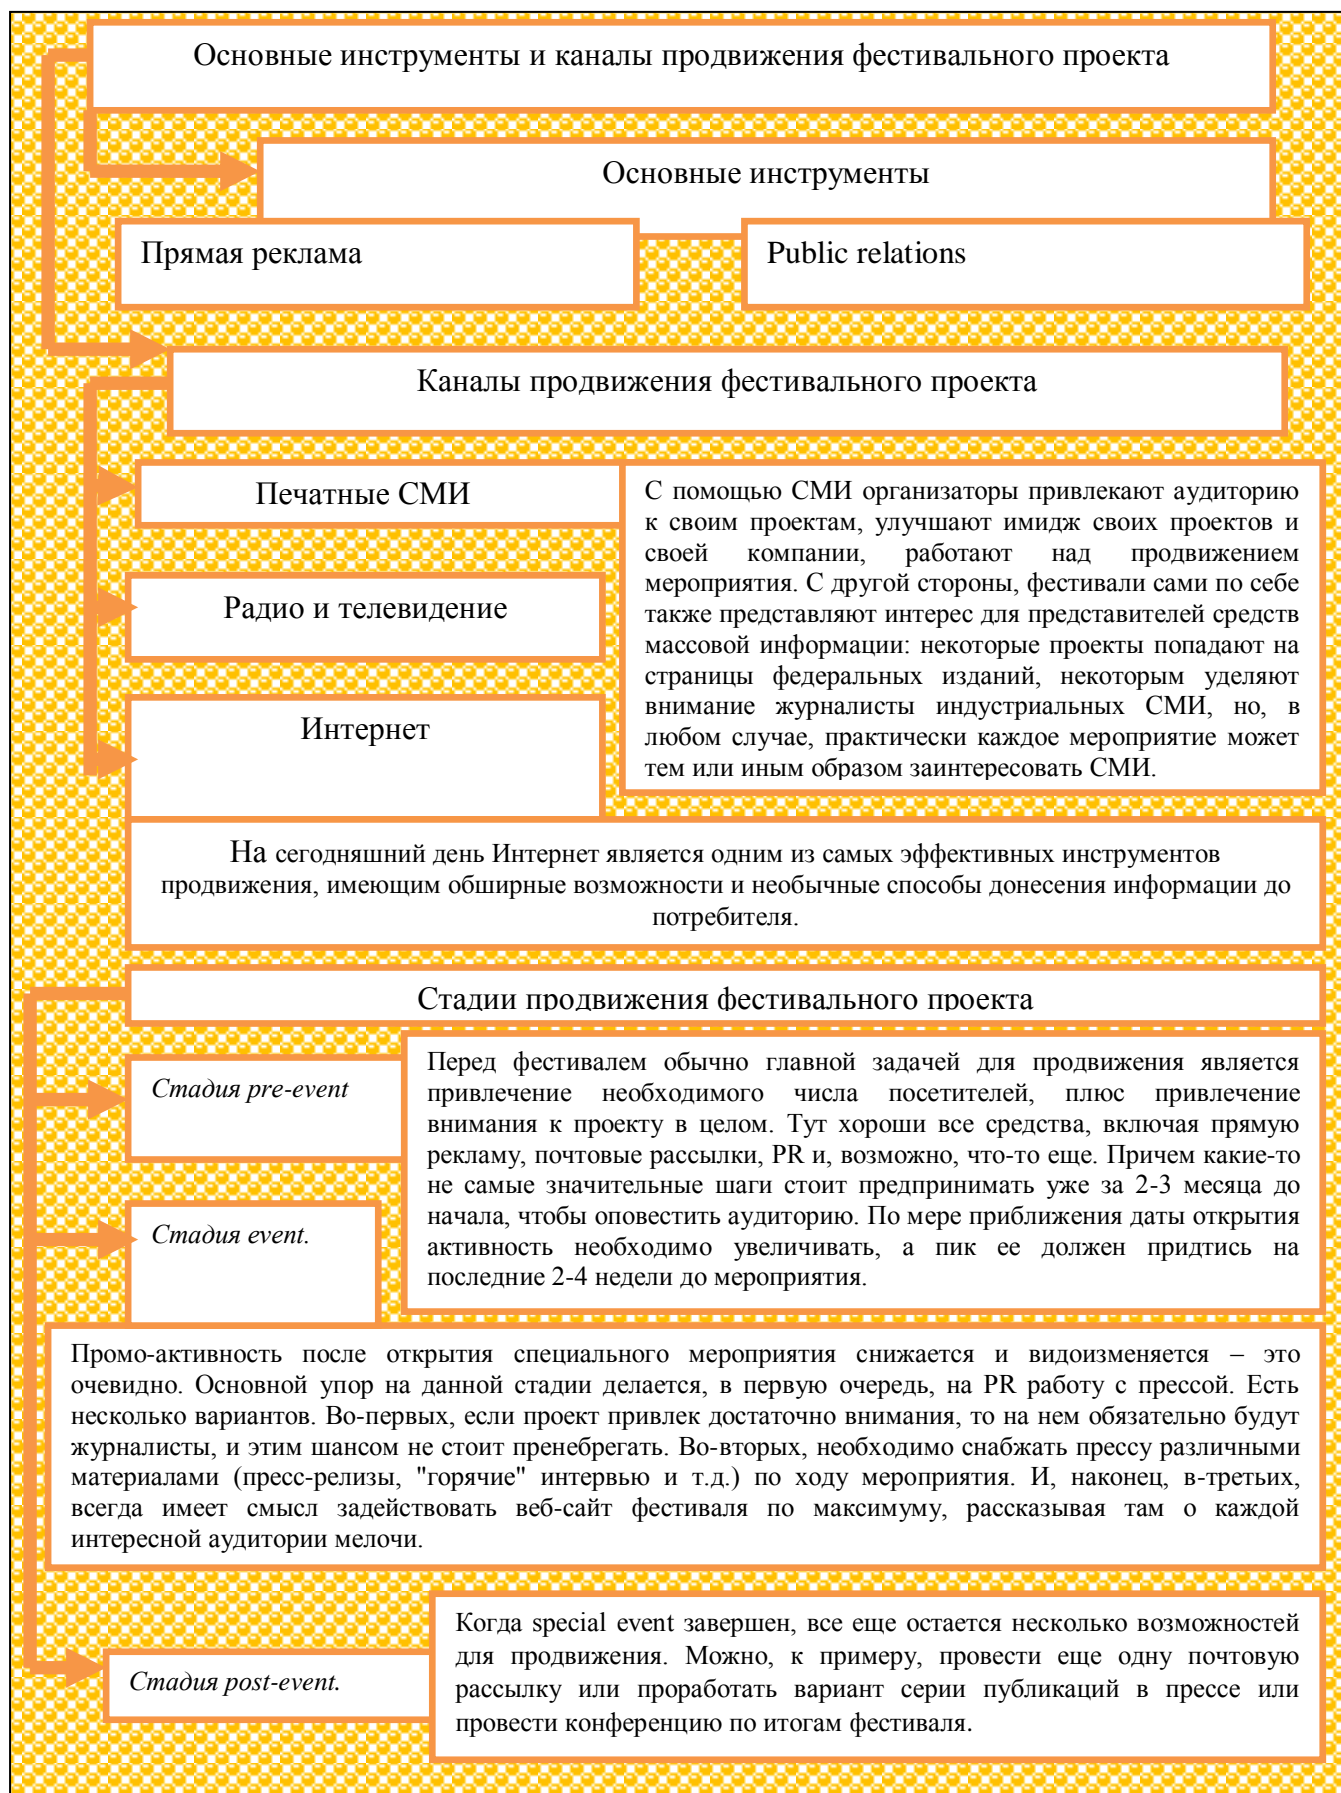 Основные инструменты и каналы продвижения фестивального проекта
Основные инструменты
Прямая реклама
Public relations
Каналы продвижения фестивального проекта
Печатные СМИ
Радио и телевидение
Интернет
С помощью СМИ организаторы привлекают аудиторию
к своим проектам, улучшают имидж своих проектов и
своей компании, работают над продвижением
мероприятия. С другой стороны, фестивали сами по себе
также представляют интерес для представителей средств
массовой информации: некоторые проекты попадают на
страницы федеральных изданий, некоторым уделяют
внимание журналисты индустриальных СМИ, но, в
любом случае, практически каждое мероприятие может
тем или иным образом заинтересовать СМИ.
На сегодняшний день Интернет является одним из самых эффективных инструментов
продвижения, имеющим обширные возможности и необычные способы донесения информации до
потребителя.
Стадии продвижения фестивального проекта
Стадия pre-event
Перед фестивалем обычно главной задачей для продвижения является
привлечение необходимого числа посетителей, плюс привлечение
внимания к проекту в целом. Тут хороши все средства, включая прямую
рекламу, почтовые рассылки, PR и, возможно, что-то еще. Причем какие-то
не самые значительные шаги стоит предпринимать уже за 2-3 месяца до
начала, чтобы оповестить аудиторию. По мере приближения даты открытия
активность необходимо увеличивать, а пик ее должен придтись на
последние 2-4 недели до мероприятия.
Стадия event.
Промо-активность после открытия специального мероприятия снижается и видоизменяется – это
очевидно. Основной упор на данной стадии делается, в первую очередь, на PR работу с прессой. Есть
несколько вариантов. Во-первых, если проект привлек достаточно внимания, то на нем обязательно будут
журналисты, и этим шансом не стоит пренебрегать. Во-вторых, необходимо снабжать прессу различными
материалами (пресс-релизы, "горячие" интервью и т.д.) по ходу мероприятия. И, наконец, в-третьих,
всегда имеет смысл задействовать веб-сайт фестиваля по максимуму, рассказывая там о каждой
интересной аудитории мелочи.
Стадия post-event.
Когда special event завершен, все еще остается несколько возможностей
для продвижения. Можно, к примеру, провести еще одну почтовую
рассылку или проработать вариант серии публикаций в прессе или
провести конференцию по итогам фестиваля.